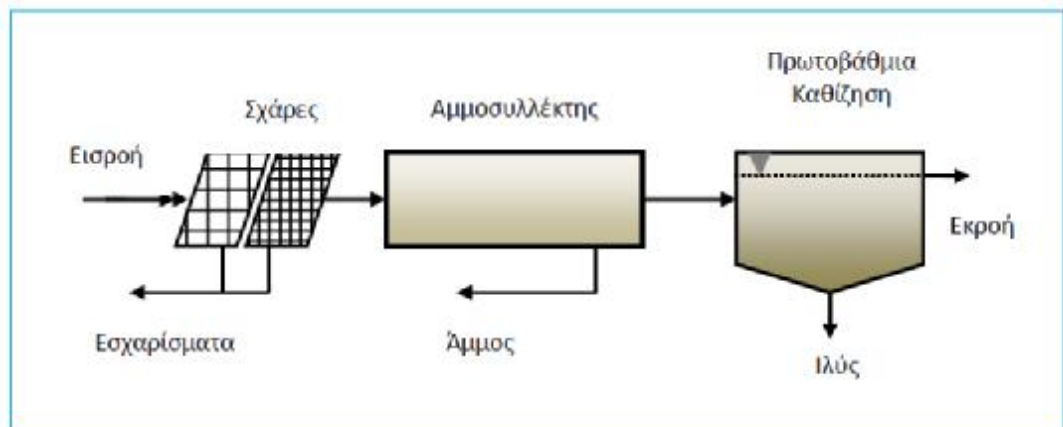 Πρωτοβάθμια
Καθίζηση
Σχάρες
Αμμοσυλλέκτης
Εισροή
Εκροή
Εσχαρίσματα
Άμμος
Ιλύς